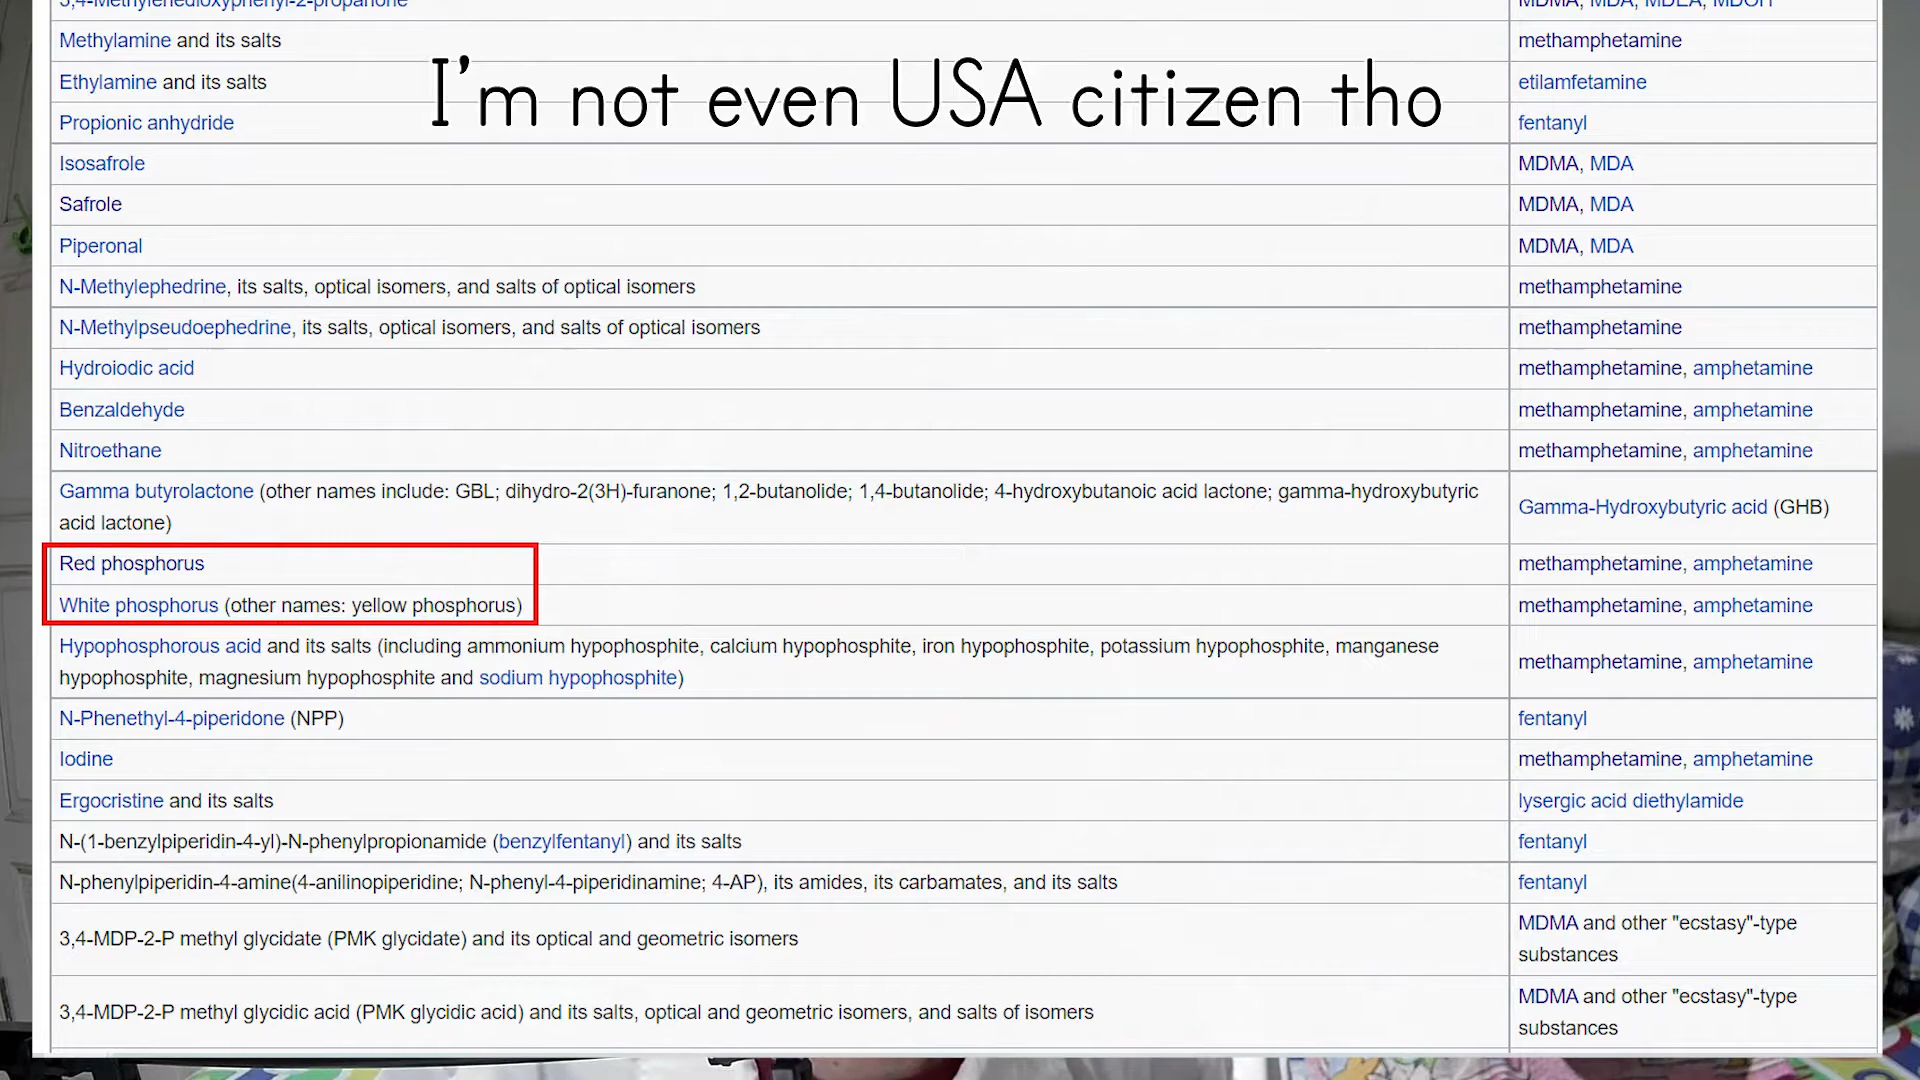 3,4-Methylenedioxyphenyl-2-propanone MDMA, MDA, MDEA, MDOH
Methylamine and its salts methamphetamine
I'm not even USA citizen tho
Ethylamine and its salts etilamfetamine
Propionic anhydride fentanyl
Isosafrole MDMA, MDA
Safrole MDMA, MDA
Piperonal MDMA, MDA
N-Methylephedrine, its salts, optical isomers, and salts of optical isomers methamphetamine
N-Methylpseudoephedrine, its salts, optical isomers, and salts of optical isomers methamphetamine
Hydroiodic acid methamphetamine, amphetamine
Benzaldehyde methamphetamine, amphetamine
Nitroethane methamphetamine, amphetamine
Gamma butyrolactone (other names include: GBL; dihydro-2(3H)-furanone; 1,2-butanolide; 1,4-butanolide; 4-hydroxybutanoic acid lactone; gamma-hydroxybutyric
acid lactone) Gamma-Hydroxybutyric acid (GHB)
Red phosphorus methamphetamine, amphetamine
White phosphorus (other names: yellow phosphorus) methamphetamine, amphetamine
Hypophosphorous acid and its salts (including ammonium hypophosphite, calcium hypophosphite, iron hypophosphite, potassium hypophosphite, manganese
hypophosphite, magnesium hypophosphite and sodium hypophosphite) methamphetamine, amphetamine
N-Phenethyl-4-piperidone (NPP) fentanyl
Iodine methamphetamine, amphetamine
Ergocristine and its salts lysergic acid diethylamide
N-(1-benzylpiperidin-4-yl)-N-phenylpropionamide (benzylfentanyl) and its salts fentanyl
N-phenylpiperidin-4-amine(4-anilinopiperidine; N-phenyl-4-piperidinamine; 4-AP), its amides, its carbamates, and its salts fentanyl
3,4-MDP-2-P methyl glycidate (PMK glycidate) and its optical and geometric isomers MDMA and other "ecstasy"-type
substances
3,4-MDP-2-P methyl glycidic acid (PMK glycidic acid) and its salts, optical and geometric isomers, and salts of isomers MDMA and other "ecstasy"-type
substances